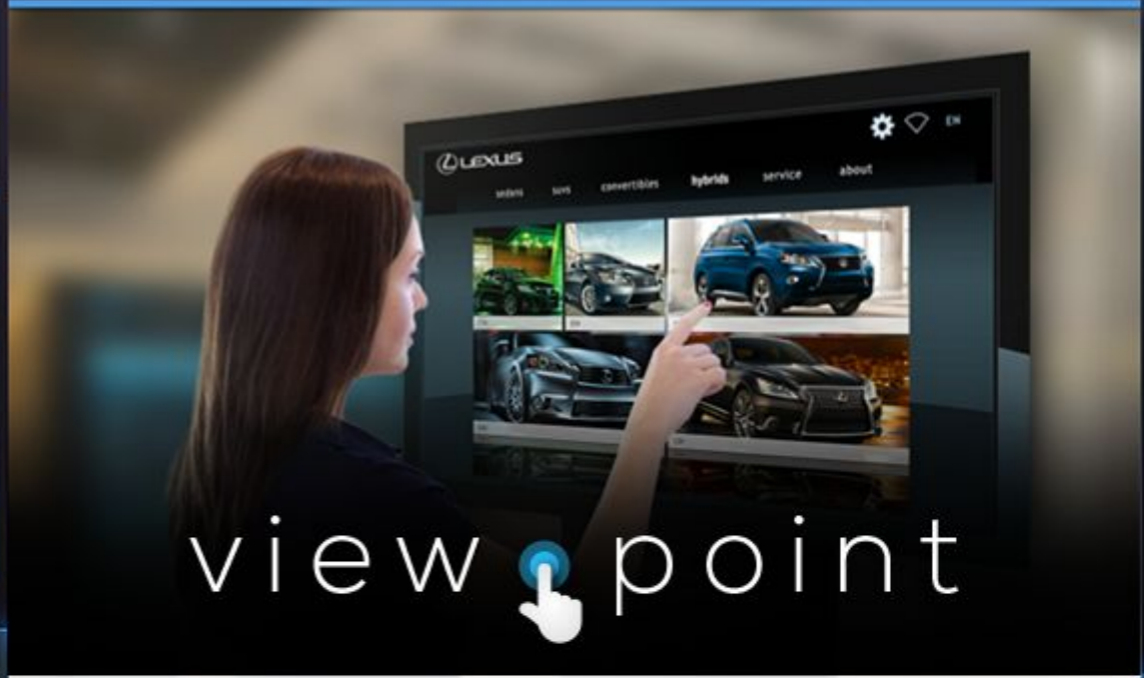 LEXUS
EN
sedans suvs convertibles hybrids service about
view point